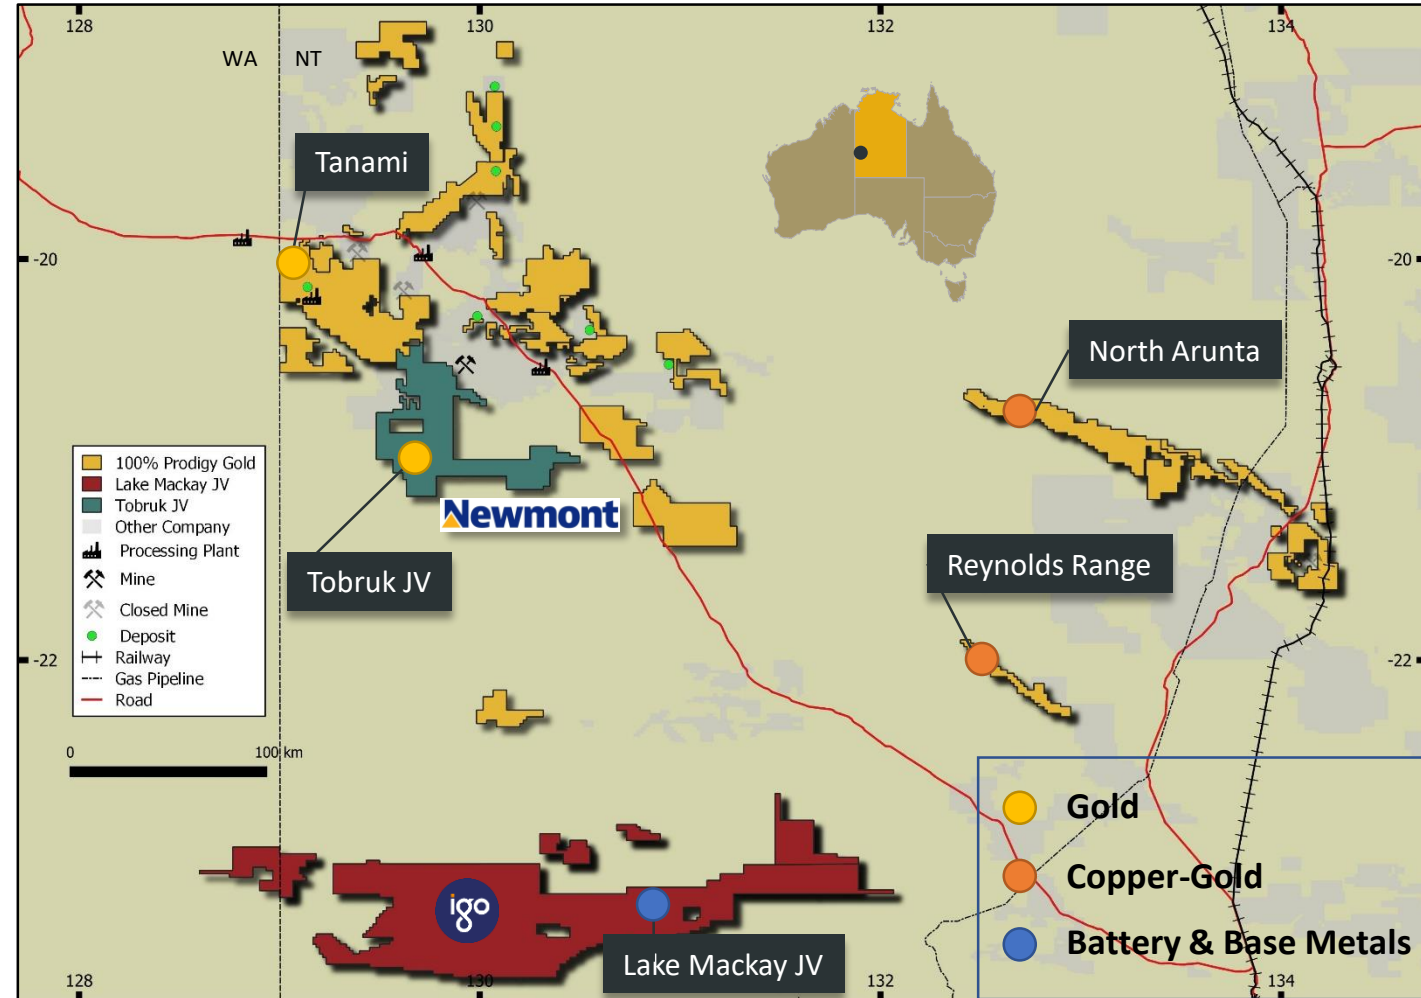 128
130
132
134
WA
NT
Tanami
-20
-20
North Arunta
100% Prodigy Gold
Lake Mackay JV
Tobruk JV
Other Company
Processing Plant
Mine
Closed Mine
Deposit
Railway
Gas Pipeline
Road
Newmont
Tobruk JV
Reynolds Range
-22
-22
0
100 km
Gold
Copper-Gold
Battery & Base Metals
igo
Lake Mackay JV
128
130
132
134